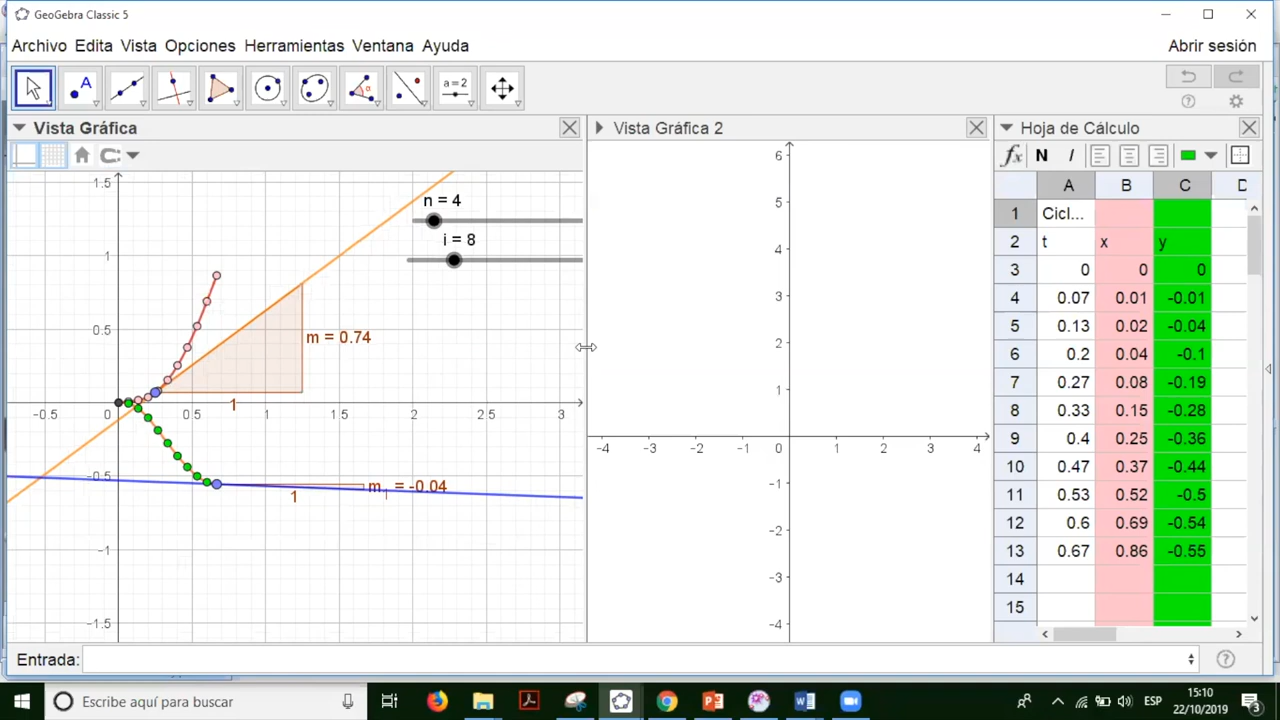 GeoGebra Classic 5
Archivo Edita Vista Opciones Herramientas Ventana Ayuda Abrir sesión
A α a=2
Vista Gráfica
Vista Gráfica 2
Hoja de Cálculo
fx N I
1.5 1 0.5 -0.5 -1 -1.5
-0.5 0 0.5 1 1.5 2 2.5 3
n = 4
i = 8
m = 0.74
1
m₁ = -0.04
1
6 5 4 3 2 1 -1 -2 -3 -4
-4 -3 -2 -1 0 1 2 3 4
A B C D
1 Cicl...
2 t x y
3 0 0 0
4 0.07 0.01 -0.01
5 0.13 0.02 -0.04
6 0.2 0.04 -0.1
7 0.27 0.08 -0.19
8 0.33 0.15 -0.28
9 0.4 0.25 -0.36
10 0.47 0.37 -0.44
11 0.53 0.52 -0.5
12 0.6 0.69 -0.54
13 0.67 0.86 -0.55
14
15
Entrada:
Escribe aquí para buscar
ESP
15:10
22/10/2019
3